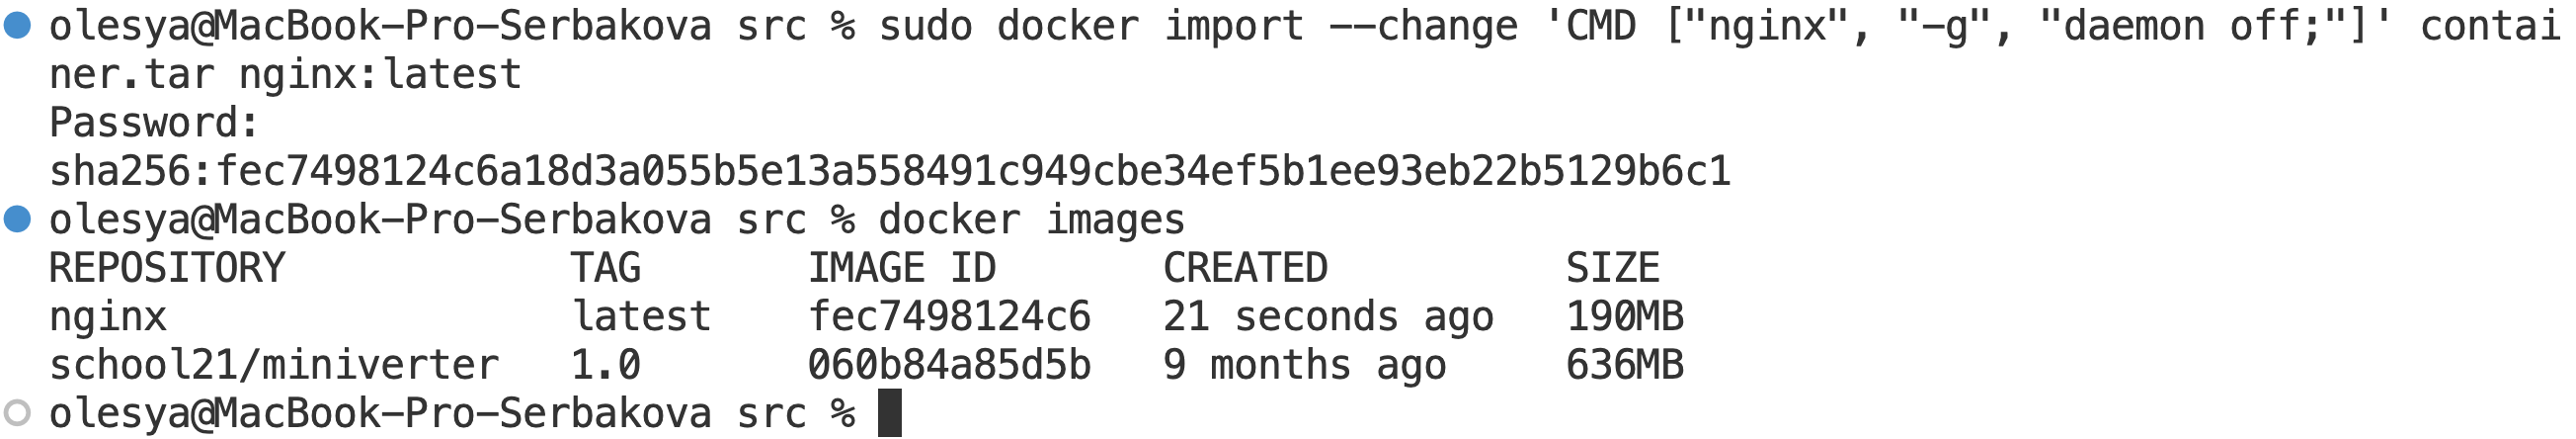 olesya@MacBook-Pro-Serbakova src % sudo docker import --change 'CMD ["nginx", "-g", "daemon off;"]' contai
ner.tar nginx:latest
Password:
sha256:fec7498124c6a18d3a055b5e13a558491c949cbe34ef5b1ee93eb22b5129b6c1
olesya@MacBook-Pro-Serbakova src % docker images
REPOSITORY            TAG       IMAGE ID       CREATED          SIZE
nginx                 latest    fec7498124c6   21 seconds ago   190MB
school21/miniverter   1.0       060b84a85d5b   9 months ago     636MB
olesya@MacBook-Pro-Serbakova src %